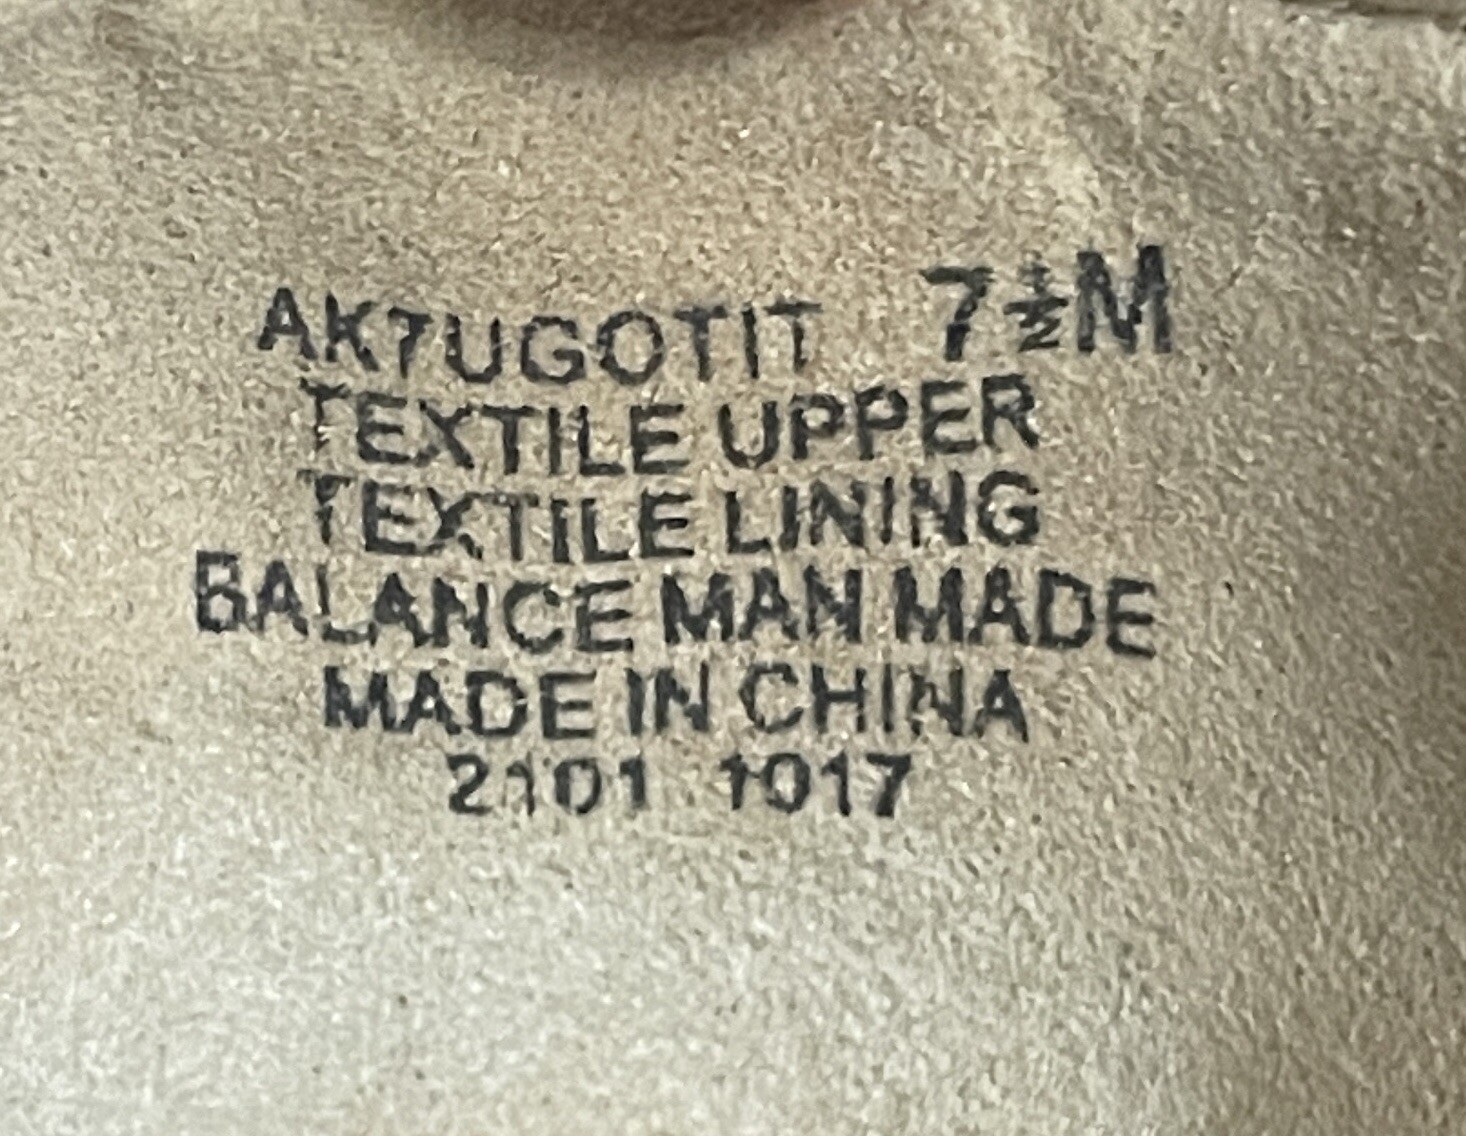 AK7UGOTIT 7½M
TEXTILE UPPER
TEXTILE LINING
BALANCE MAN MADE
MADE IN CHINA
2101 1017